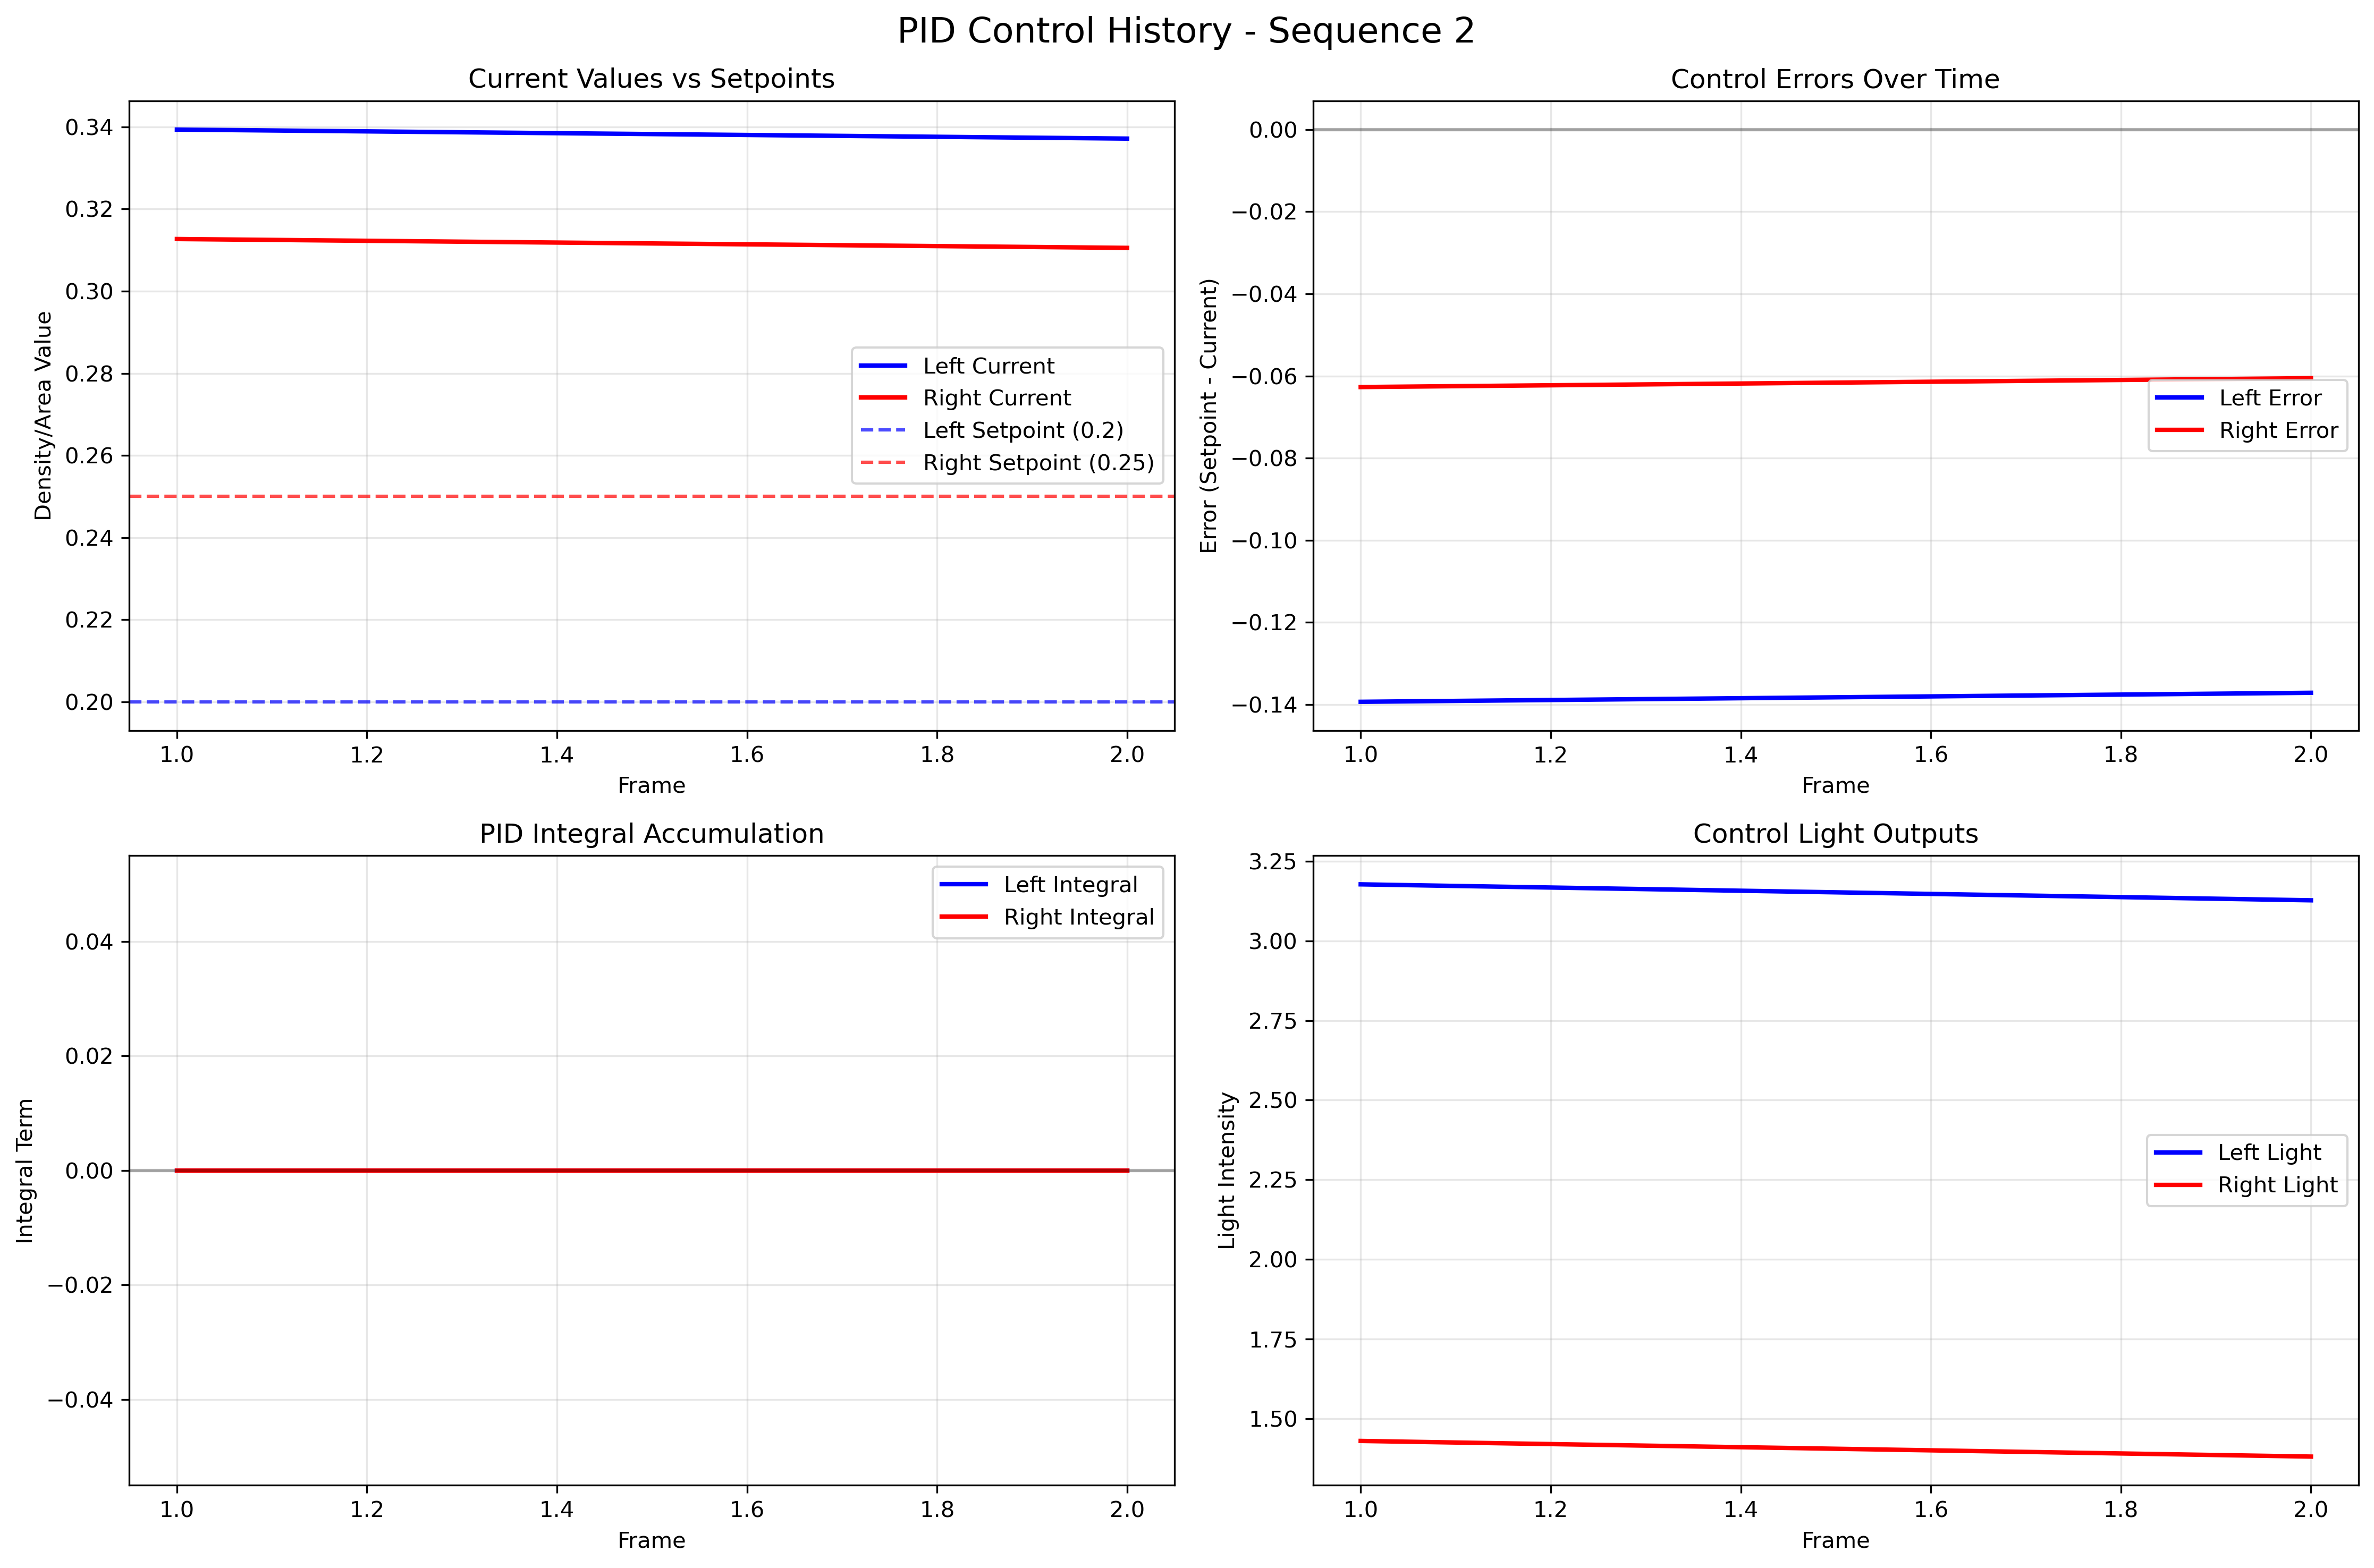 PID Control History - Sequence 2
Current Values vs Setpoints
Density/Area Value
0.34
0.32
0.30
0.28
0.26
0.24
0.22
0.20
Left Current
Right Current
Left Setpoint (0.2)
Right Setpoint (0.25)
1.0 1.2 1.4 1.6 1.8 2.0
Frame
Control Errors Over Time
Error (Setpoint - Current)
0.00
−0.02
−0.04
−0.06
−0.08
−0.10
−0.12
−0.14
Left Error
Right Error
1.0 1.2 1.4 1.6 1.8 2.0
Frame
PID Integral Accumulation
Integral Term
0.04
0.02
0.00
−0.02
−0.04
Left Integral
Right Integral
1.0 1.2 1.4 1.6 1.8 2.0
Frame
Control Light Outputs
Light Intensity
3.25
3.00
2.75
2.50
2.25
2.00
1.75
1.50
Left Light
Right Light
1.0 1.2 1.4 1.6 1.8 2.0
Frame